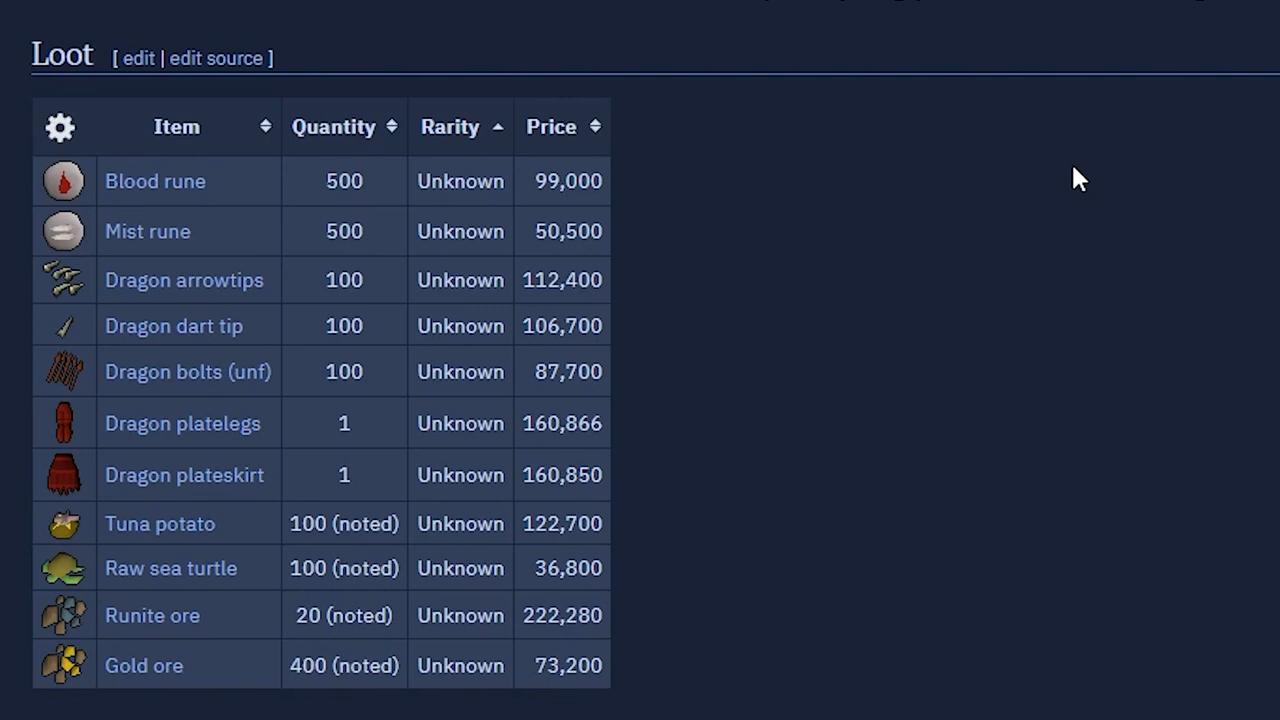 Loot [ edit | edit source ]
Item Quantity Rarity Price
Blood rune 500 Unknown 99,000
Mist rune 500 Unknown 50,500
Dragon arrowtips 100 Unknown 112,400
Dragon dart tip 100 Unknown 106,700
Dragon bolts (unf) 100 Unknown 87,700
Dragon platelegs 1 Unknown 160,866
Dragon plateskirt 1 Unknown 160,850
Tuna potato 100 (noted) Unknown 122,700
Raw sea turtle 100 (noted) Unknown 36,800
Runite ore 20 (noted) Unknown 222,280
Gold ore 400 (noted) Unknown 73,200